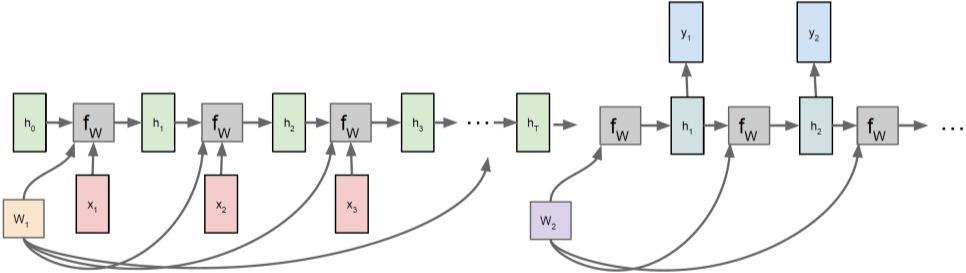 y1 y2
h0 fW h1 fW h2 fW h3 ... hT fW h1 fW h2 fW ...
x1 x2 x3
W1 W2